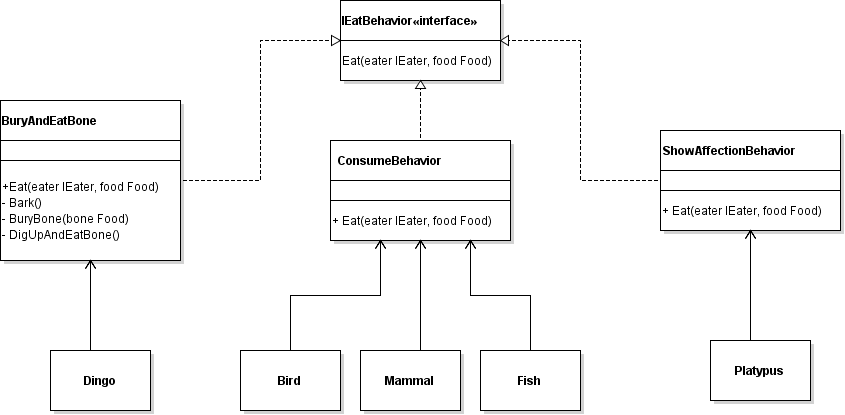 IEatBehavior«interface»
Eat(eater IEater, food Food)
BuryAndEatBone
+Eat(eater IEater, food Food)
- Bark()
- BuryBone(bone Food)
- DigUpAndEatBone()
ConsumeBehavior
+ Eat(eater IEater, food Food)
ShowAffectionBehavior
+ Eat(eater IEater, food Food)
Dingo
Bird
Mammal
Fish
Platypus